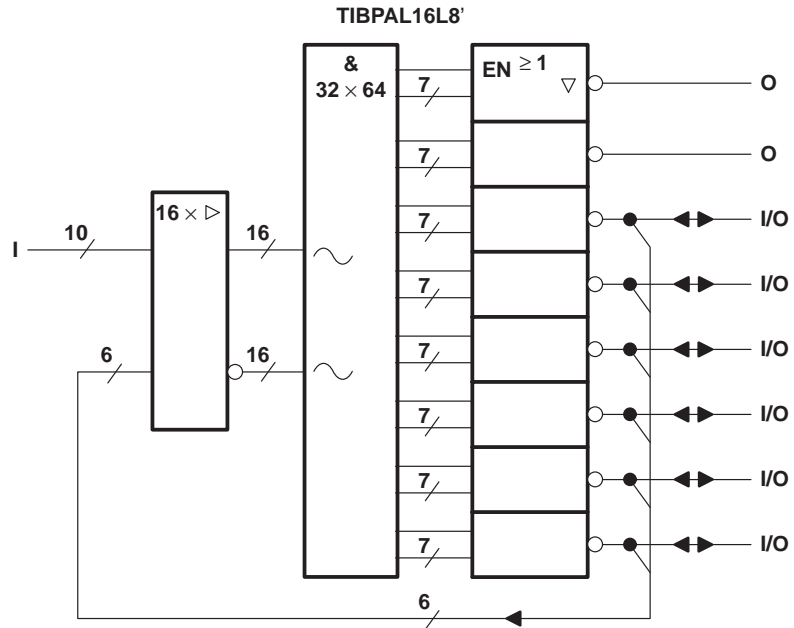 TIBPAL16L8'
&
32 × 64
EN ≥ 1
▽
7
O
7
O
16 × ▷
7
I/O
I
10
16
7
I/O
6
16
7
I/O
7
I/O
7
I/O
7
I/O
6